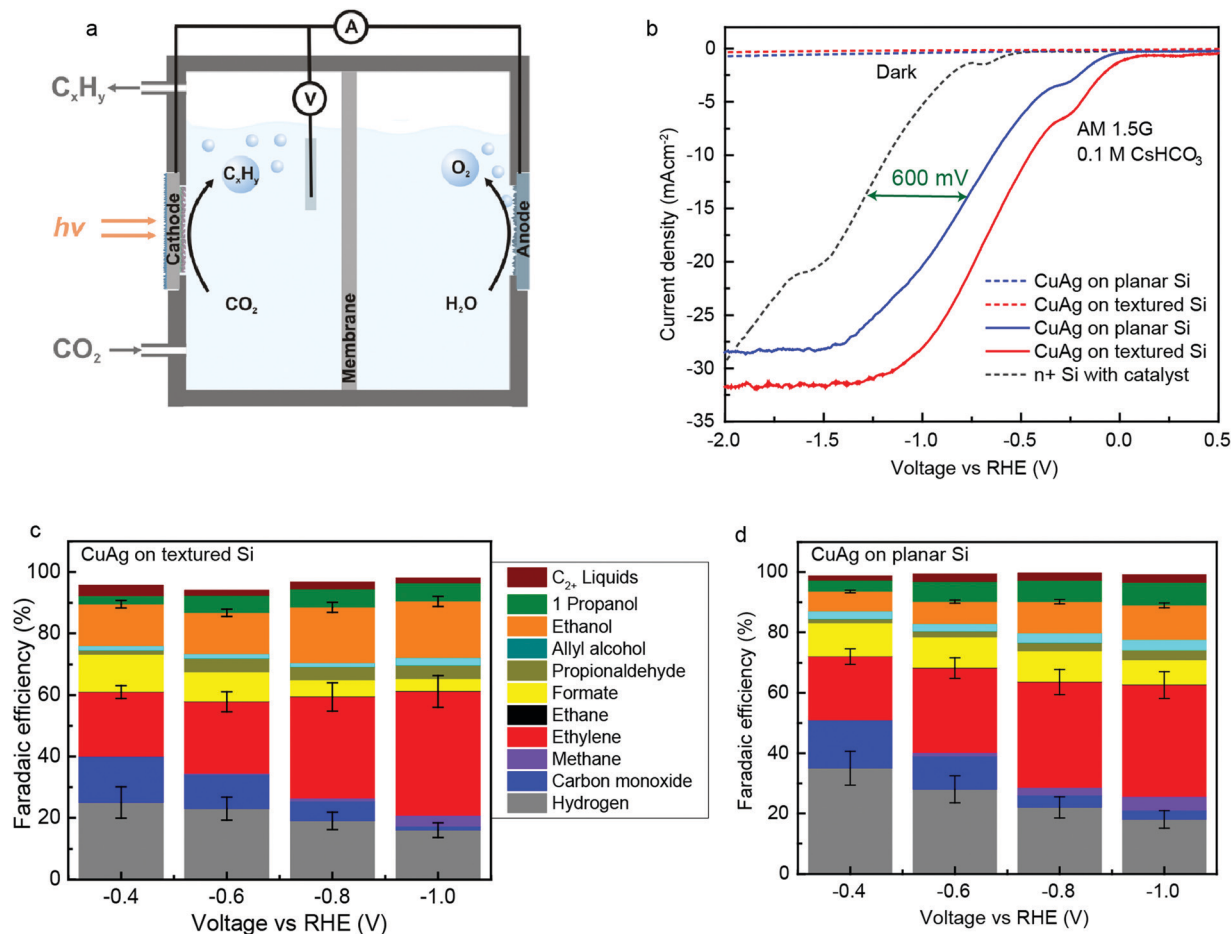 a
A
C_xH_y
V
C_xH_y
O₂
hν
Cathode
Anode
CO₂
H₂O
CO₂
Membrane
b
0
-5
-10
-15
-20
-25
-30
-35
Current density (mAcm⁻²)
Dark
AM 1.5G
0.1 M CsHCO₃
600 mV
CuAg on planar Si
CuAg on textured Si
CuAg on planar Si
CuAg on textured Si
n+ Si with catalyst
-2.0 -1.5 -1.0 -0.5 0.0 0.5
Voltage vs RHE (V)
c
CuAg on textured Si
100
80
60
40
20
0
Faradaic efficiency (%)
-0.4 -0.6 -0.8 -1.0
Voltage vs RHE (V)
C₂₊ Liquids
1 Propanol
Ethanol
Allyl alcohol
Propionaldehyde
Formate
Ethane
Ethylene
Methane
Carbon monoxide
Hydrogen
d
CuAg on planar Si
100
80
60
40
20
0
Faradaic efficiency (%)
-0.4 -0.6 -0.8 -1.0
Voltage vs RHE (V)